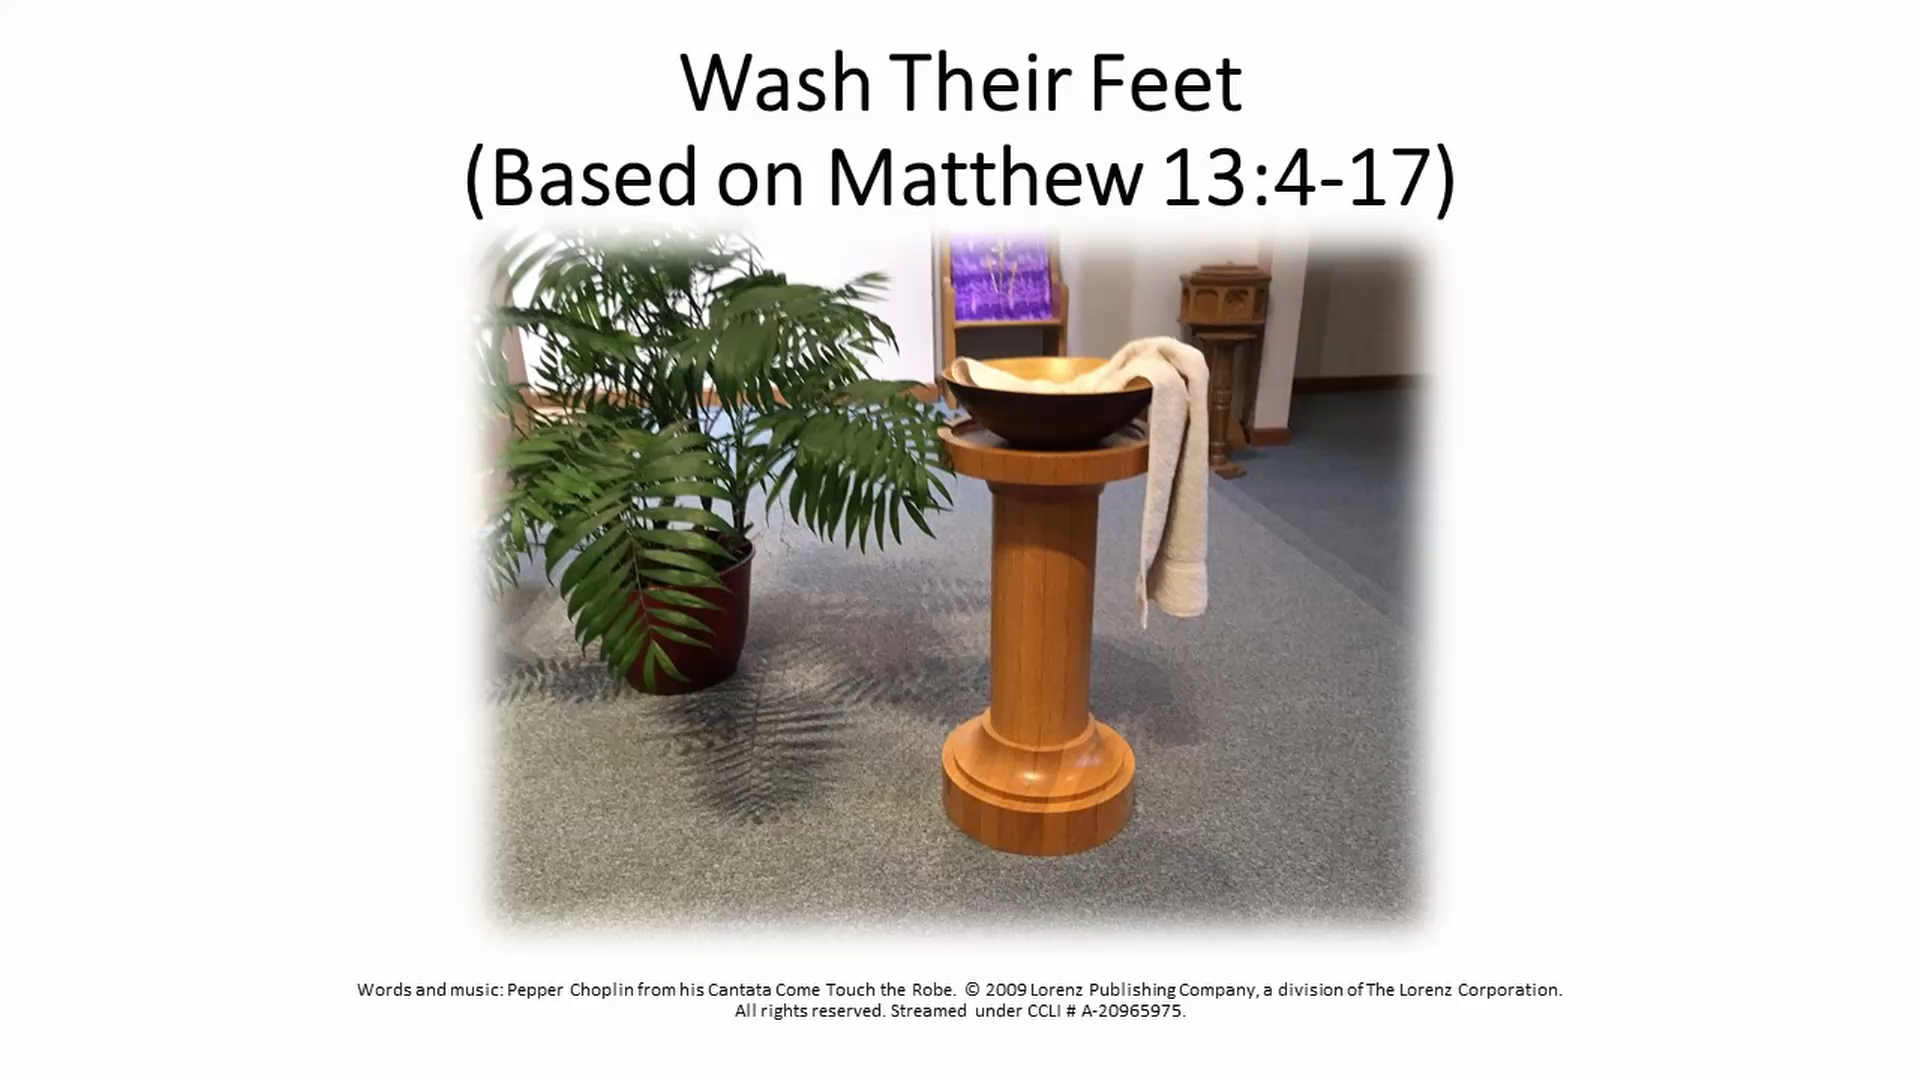 Wash Their Feet
(Based on Matthew 13:4-17)
Words and music: Pepper Choplin from his Cantata Come Touch the Robe. © 2009 Lorenz Publishing Company, a division of The Lorenz Corporation.
All rights reserved. Streamed under CCLI # A-20965975.